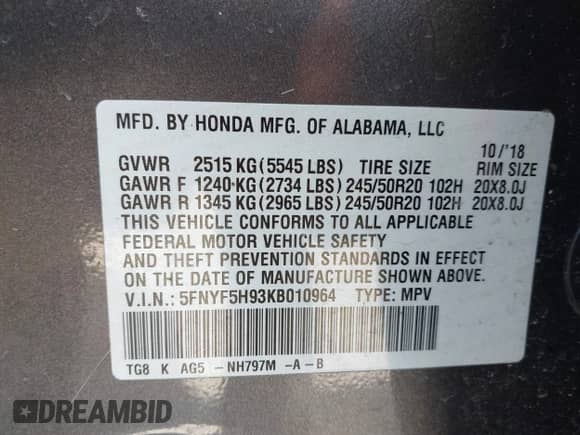 MFD. BY HONDA MFG. OF ALABAMA, LLC
10/'18
GVWR 2515 KG (5545 LBS) TIRE SIZE RIM SIZE
GAWR F 1240 KG (2734 LBS) 245/50R20 102H 20X8.0J
GAWR R 1345 KG (2965 LBS) 245/50R20 102H 20X8.0J
THIS VEHICLE CONFORMS TO ALL APPLICABLE
FEDERAL MOTOR VEHICLE SAFETY
AND THEFT PREVENTION STANDARDS IN EFFECT
ON THE DATE OF MANUFACTURE SHOWN ABOVE.
V.I.N.: 5FNYF5H93KB010964 TYPE: MPV
TG8 K AG5 - NH797M -A-B
DREAMBID